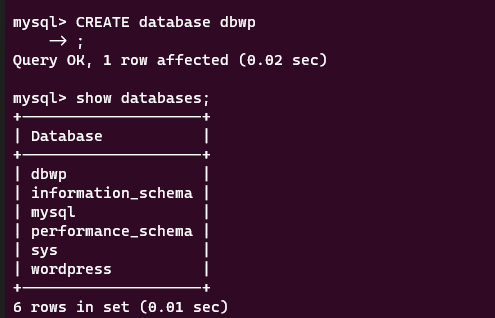 mysql> CREATE database dbwp
    -> ;
Query OK, 1 row affected (0.02 sec)

mysql> show databases;
+--------------------+
| Database           |
+--------------------+
| dbwp               |
| information_schema |
| mysql              |
| performance_schema |
| sys                |
| wordpress          |
+--------------------+
6 rows in set (0.01 sec)